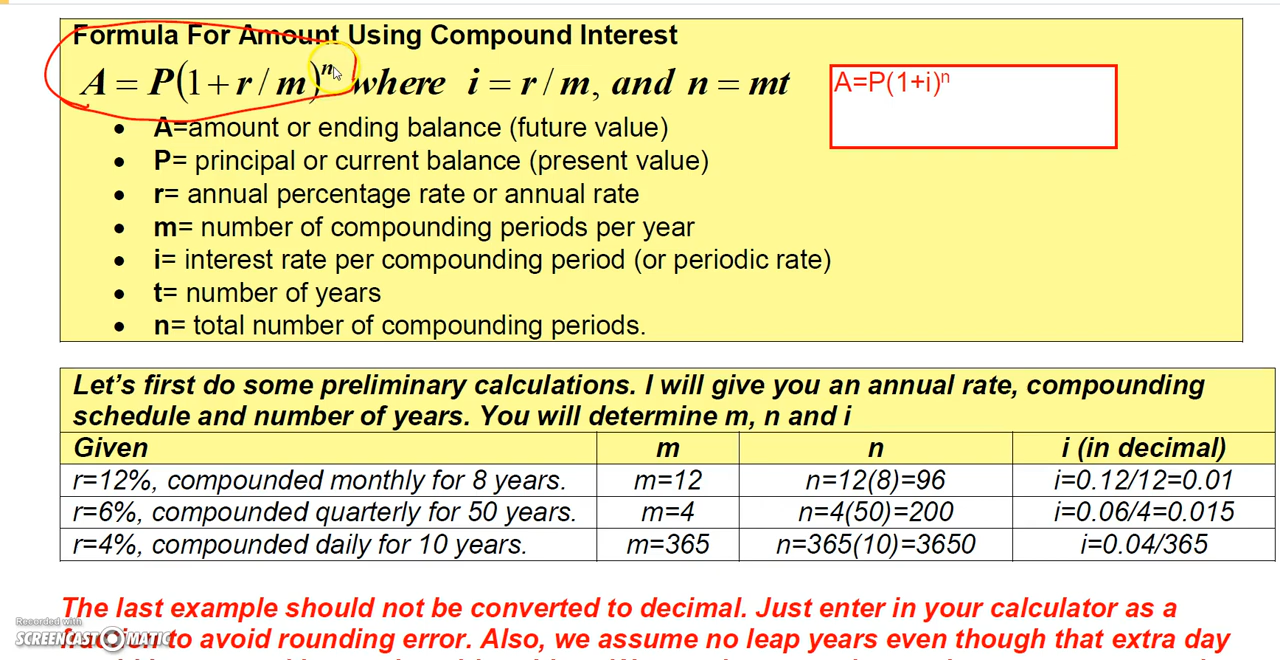 Formula For Amount Using Compound Interest
A = P(1 + r / m)ⁿ where i = r / m, and n = mt
A=P(1+i)ⁿ
• A=amount or ending balance (future value)
• P= principal or current balance (present value)
• r= annual percentage rate or annual rate
• m= number of compounding periods per year
• i= interest rate per compounding period (or periodic rate)
• t= number of years
• n= total number of compounding periods.
Let's first do some preliminary calculations. I will give you an annual rate, compounding
schedule and number of years. You will determine m, n and i
Given m n i (in decimal)
r=12%, compounded monthly for 8 years. m=12 n=12(8)=96 i=0.12/12=0.01
r=6%, compounded quarterly for 50 years. m=4 n=4(50)=200 i=0.06/4=0.015
r=4%, compounded daily for 10 years. m=365 n=365(10)=3650 i=0.04/365
The last example should not be converted to decimal. Just enter in your calculator as a
to avoid rounding error. Also, we assume no leap years even though that extra day
Recorded with
SCREENCAST MATIC